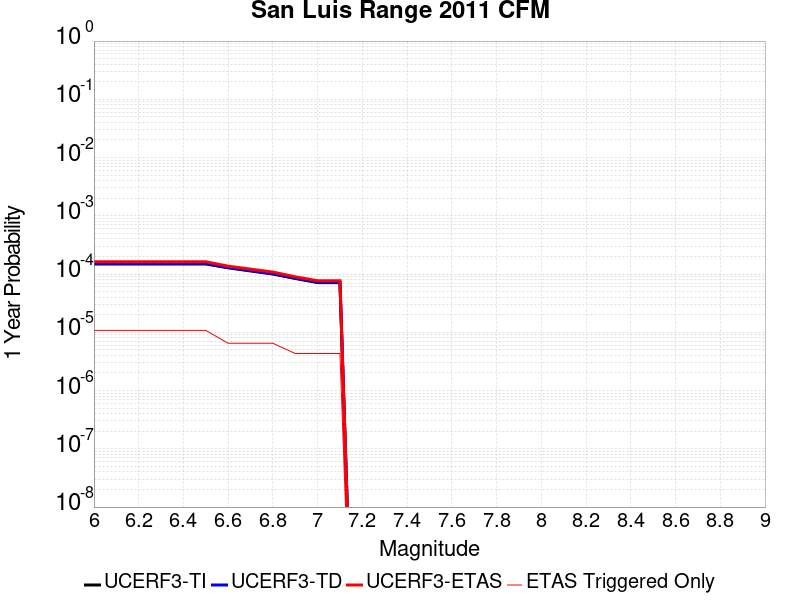 San Luis Range 2011 CFM
1 Year Probability
10^0
10^-1
10^-2
10^-3
10^-4
10^-5
10^-6
10^-7
10^-8
6 6.2 6.4 6.6 6.8 7 7.2 7.4 7.6 7.8 8 8.2 8.4 8.6 8.8 9
Magnitude
UCERF3-TI UCERF3-TD UCERF3-ETAS ETAS Triggered Only